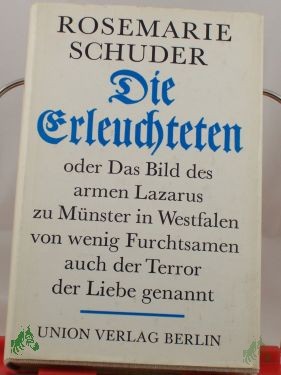 ROSEMARIE
SCHUDER
Die
Erleuchteten
oder Das Bild des
armen Lazarus
zu Münster in Westfalen
von wenig Furchtsamen
auch der Terror
der Liebe genannt
UNION VERLAG BERLIN